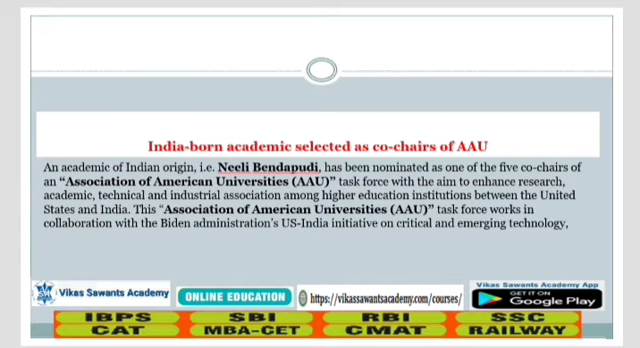 India-born academic selected as co-chairs of AAU
An academic of Indian origin, i.e. Neeli Bendapudi, has been nominated as one of the five co-chairs of
an “Association of American Universities (AAU)” task force with the aim to enhance research,
academic, technical and industrial association among higher education institutions between the United
States and India. This “Association of American Universities (AAU)” task force works in
collaboration with the Biden administration's US-India initiative on critical and emerging technology,
Vikas Sawants Academy
ONLINE EDUCATION
https://vikassawantsacademy.com/courses/
Vikas Sawants Academy App
GET IT ON
Google Play
IBPS SBI RBI SSC
CAT MBA-CET CMAT RAILWAY